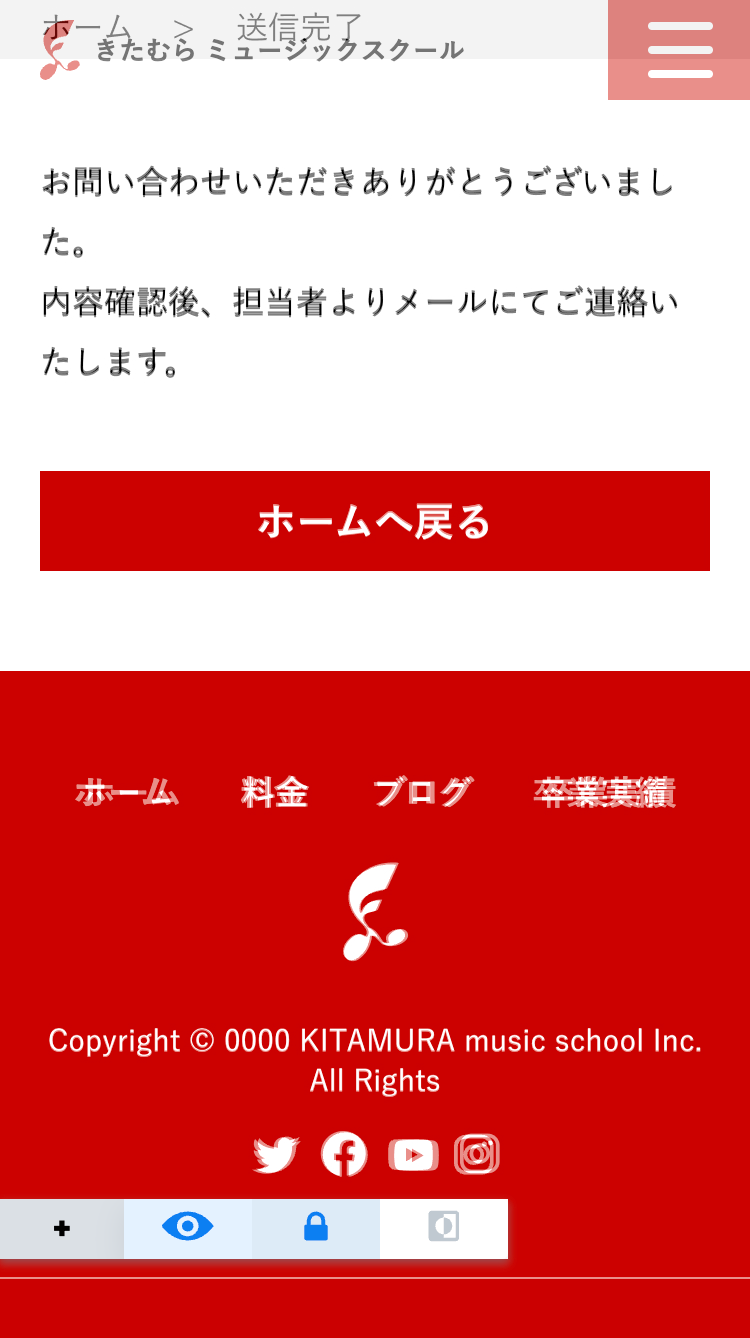 ホーム > 送信完了
きたむら ミュージックスクール
お問い合わせいただきありがとうございまし
た。
内容確認後、担当者よりメールにてご連絡い
たします。
ホームへ戻る
ホーム 料金 ブログ 卒業実績
Copyright © 0000 KITAMURA music school Inc.
All Rights